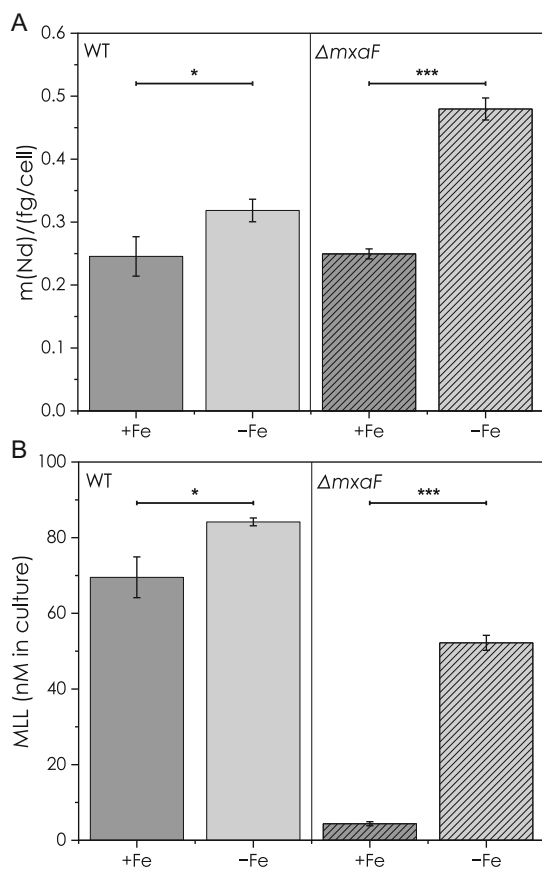 A
WT
ΔmxaF
*
***
0.6
0.5
0.4
0.3
0.2
0.1
0.0
m(Nd)/(fg/cell)
+Fe
−Fe
+Fe
−Fe
B
WT
ΔmxaF
*
***
100
80
60
40
20
0
MLL (nM in culture)
+Fe
−Fe
+Fe
−Fe